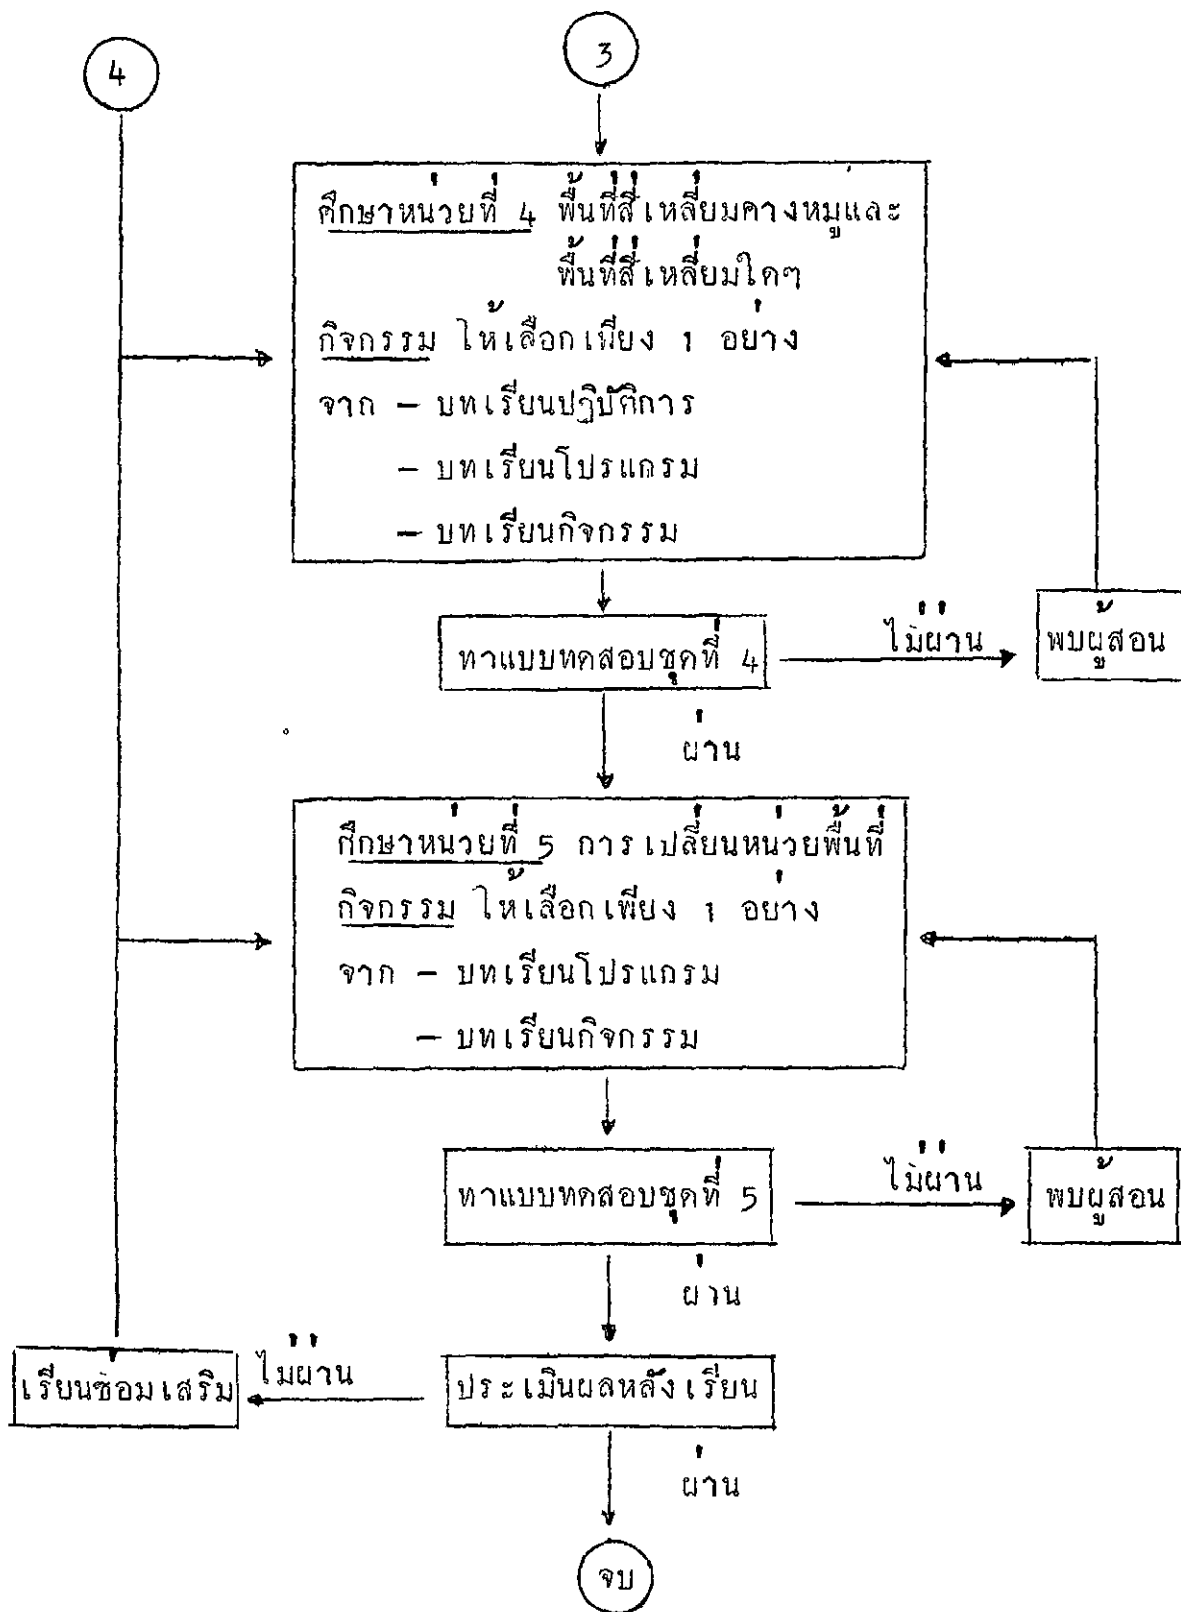 4
3
ศึกษาหน่วยที่ 4 พื้นที่สี่เหลี่ยมคางหมูและ
พื้นที่สี่เหลี่ยมใดๆ
กิจกรรม ให้เลือกเพียง 1 อย่าง
จาก – บทเรียนปฏิบัติการ
– บทเรียนโปรแกรม
– บทเรียนกิจกรรม
ทาแบบทดสอบชุดที่ 4
ไม่ผ่าน
พบผู้สอน
ผ่าน
ศึกษาหน่วยที่ 5 การเปลี่ยนหน่วยพื้นที่
กิจกรรม ให้เลือกเพียง 1 อย่าง
จาก – บทเรียนโปรแกรม
– บทเรียนกิจกรรม
ทาแบบทดสอบชุดที่ 5
ไม่ผ่าน
พบผู้สอน
ผ่าน
เรียนซ่อมเสริม
ไม่ผ่าน
ประเมินผลหลังเรียน
ผ่าน
จบ